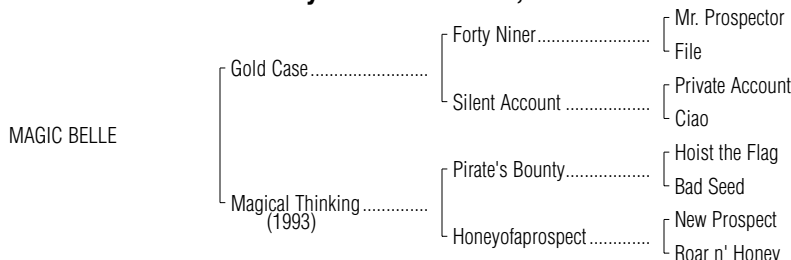 Mr. Prospector
Forty Niner
File
Gold Case
Private Account
Silent Account
Ciao
MAGIC BELLE
Hoist the Flag
Pirate's Bounty
Bad Seed
Magical Thinking
(1993)
New Prospect
Honeyofaprospect
Roar n' Honey